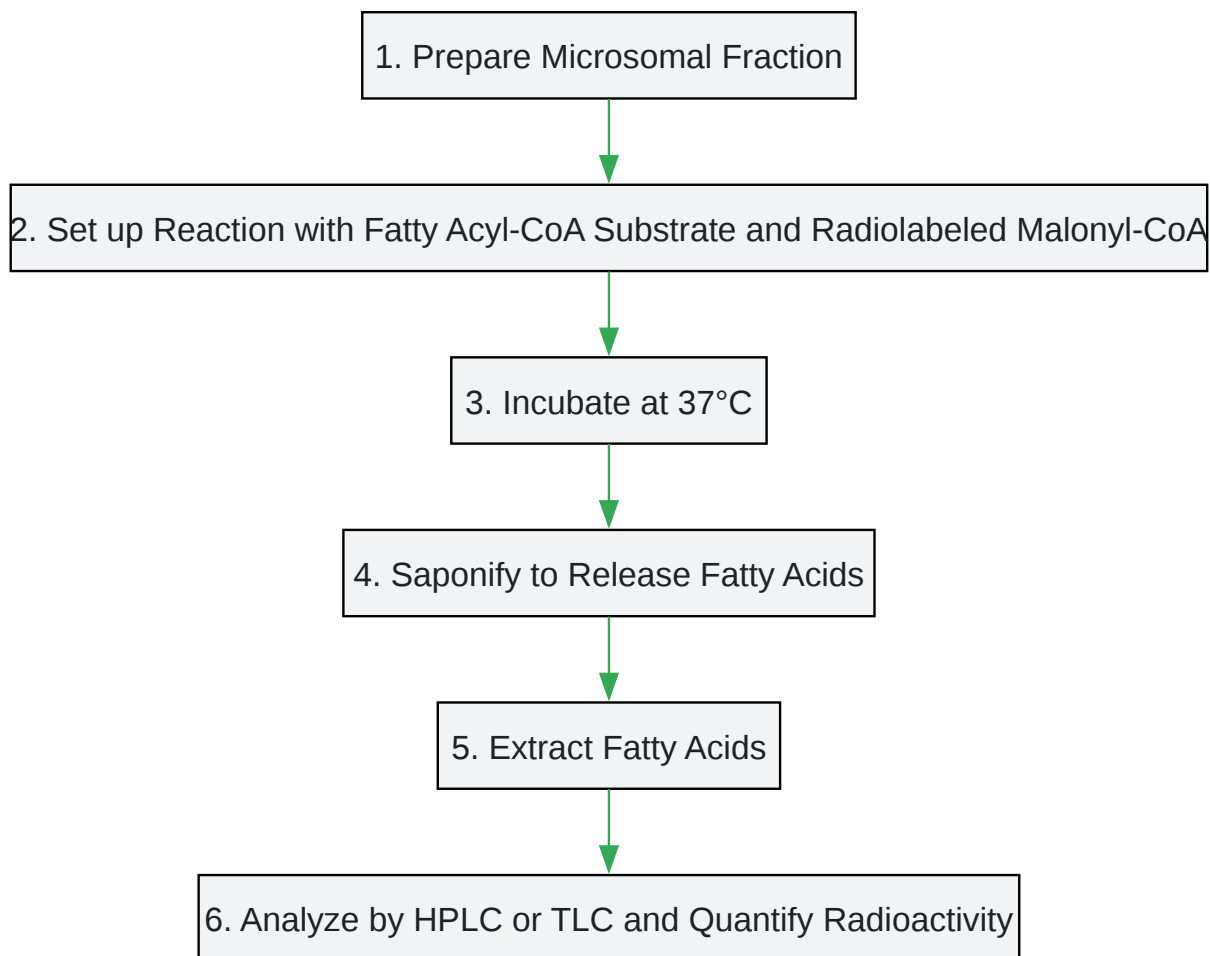 1. Prepare Microsomal Fraction
2. Set up Reaction with Fatty Acyl-CoA Substrate and Radiolabeled Malonyl-CoA
3. Incubate at 37°C
4. Saponify to Release Fatty Acids
5. Extract Fatty Acids
6. Analyze by HPLC or TLC and Quantify Radioactivity